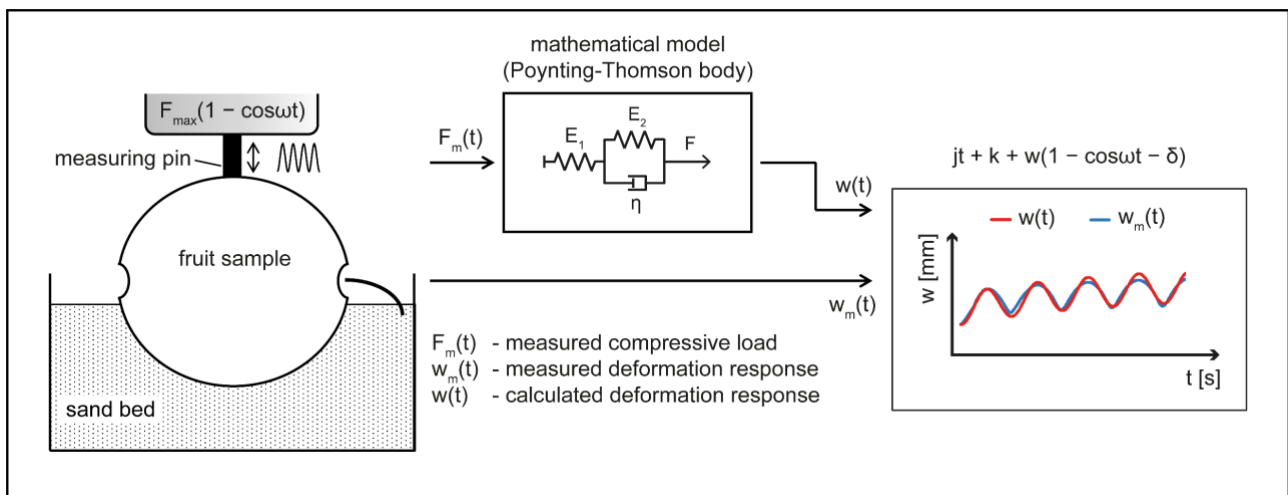 mathematical model
(Poynting-Thomson body)
Fmax(1 − cosωt)
measuring pin
Fm(t)
E1
E2
F
η
w(t)
jt + k + w(1 − cosωt − δ)
w(t)
wm(t)
w [mm]
t [s]
fruit sample
wm(t)
Fm(t) - measured compressive load
wm(t) - measured deformation response
w(t) - calculated deformation response
sand bed